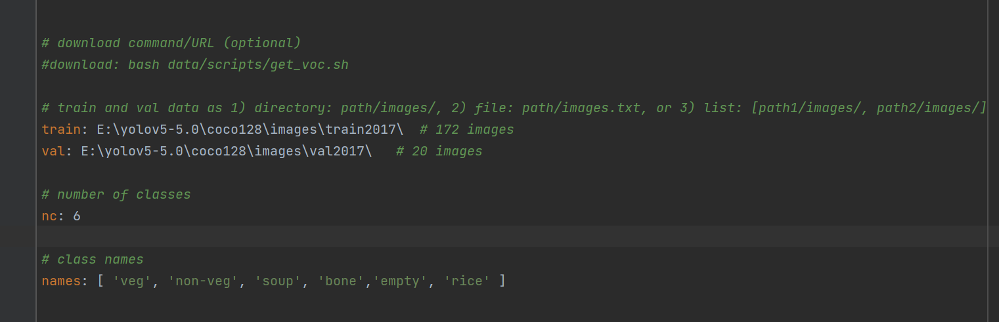 # download command/URL (optional)
#download: bash data/scripts/get_voc.sh
# train and val data as 1) directory: path/images/, 2) file: path/images.txt, or 3) list: [path1/images/, path2/images/]
train: E:\yolov5-5.0\coco128\images\train2017\  # 172 images
val: E:\yolov5-5.0\coco128\images\val2017\   # 20 images
# number of classes
nc: 6
# class names
names: [ 'veg', 'non-veg', 'soup', 'bone','empty', 'rice' ]